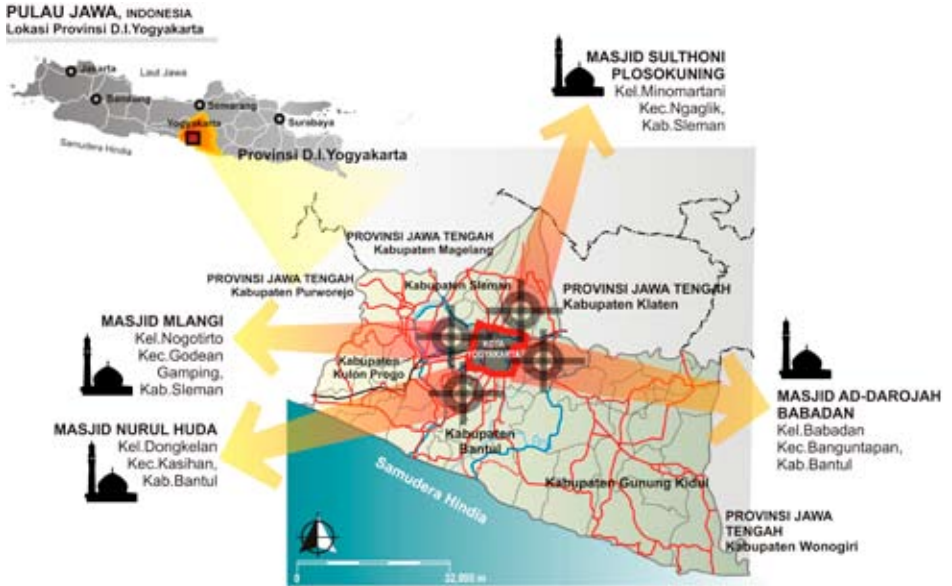 PULAU JAWA, INDONESIA
Lokasi Provinsi D.I.Yogyakarta
Jakarta
Laut Jawa
Bandung
Semarang
Surabaya
Yogyakarta
Samudera Hindia
Provinsi D.I.Yogyakarta
MASJID SULTHONI
PLOSOKUNING
Kel.Minomartani
Kec.Ngaglik,
Kab.Sleman
PROVINSI JAWA TENGAH
Kabupaten Magelang
PROVINSI JAWA TENGAH
Kabupaten Purworejo
Kabupaten Sleman
PROVINSI JAWA TENGAH
Kabupaten Klaten
MASJID MLANGI
Kel.Nogotirto
Kec.Godean
Gamping,
Kab.Sleman
KOTA
YOGYAKARTA
Kabupaten
Kulon Progo
MASJID AD-DAROJAH
BABADAN
Kel.Babadan
Kec.Banguntapan,
Kab.Bantul
MASJID NURUL HUDA
Kel.Dongkelan
Kec.Kasihan,
Kab.Bantul
Kabupaten
Bantul
Samudera Hindia
Kabupaten Gunung Kidul
PROVINSI JAWA
TENGAH
Kabupaten Wonogiri
0